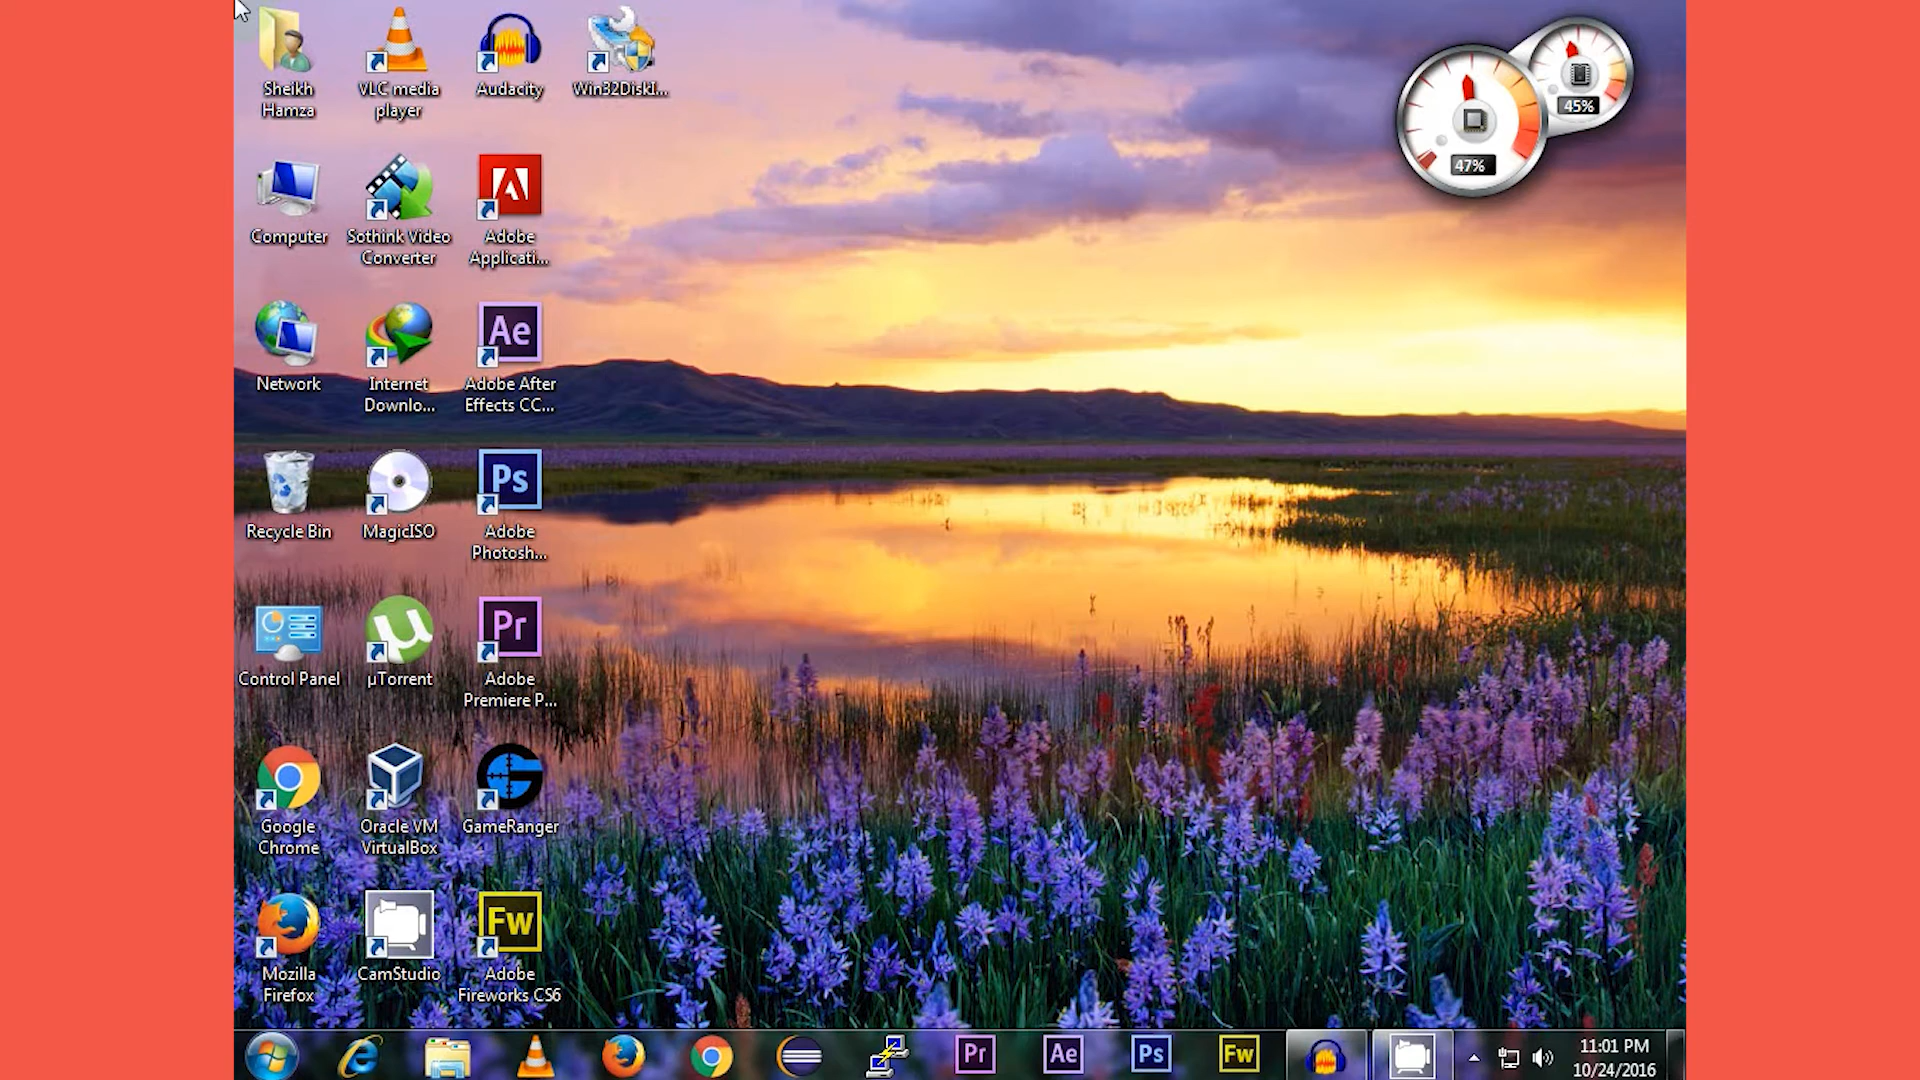 Sheikh
Hamza
VLC media
player
Audacity
Win32DiskI...
Computer
Sothink Video
Converter
Adobe
Applicati...
Network
Internet
Downlo...
Ae
Adobe After
Effects CC...
Recycle Bin
MagicISO
Ps
Adobe
Photosh...
Control Panel
µ
µTorrent
Pr
Adobe
Premiere P...
Google
Chrome
Oracle VM
VirtualBox
GameRanger
Mozilla
Firefox
CamStudio
Fw
Adobe
Fireworks CS6
47%
45%
Pr
Ae
Ps
Fw
11:01 PM
10/24/2016